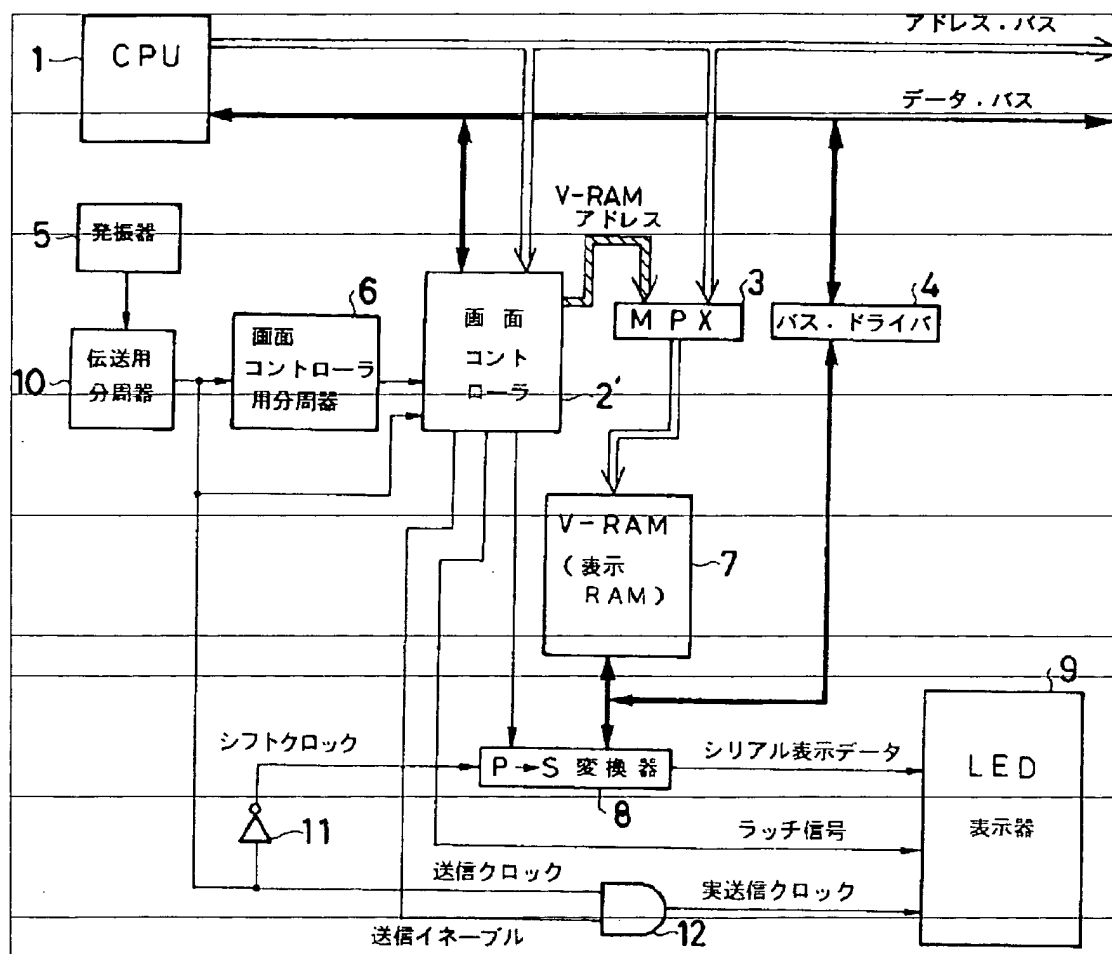 アドレス・バス
1
CPU
データ・バス
V-RAM
アドレス
5
発振器
6
3
4
画面
コントローラ
用分周器
画面
コント
ローラ
2′
MPX
バス・ドライバ
10
伝送用
分周器
V-RAM
(表示
RAM)
7
9
シフトクロック
P→S 変換器
8
シリアル表示データ
LED
表示器
11
ラッチ信号
送信クロック
実送信クロック
送信イネーブル
12